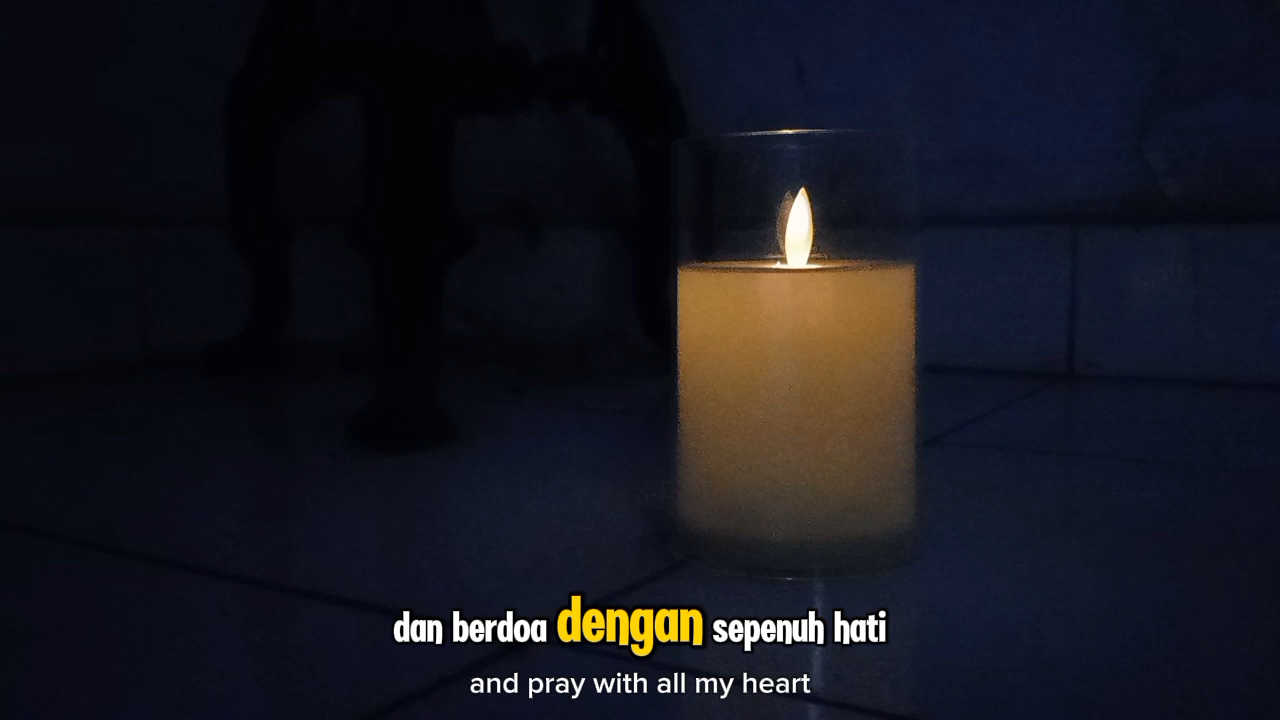 dan berdoa dengan sepenuh hati
and pray with all my heart